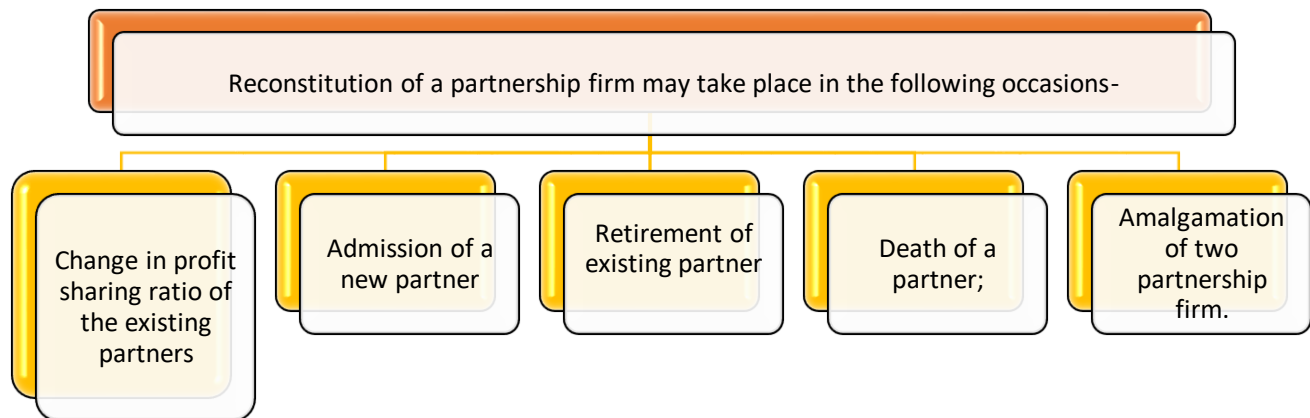 Reconstitution of a partnership firm may take place in the following occasions-
Change in profit
sharing ratio of
the existing
partners
Admission of a
new partner
Retirement of
existing partner
Death of a
partner;
Amalgamation
of two
partnership
firm.